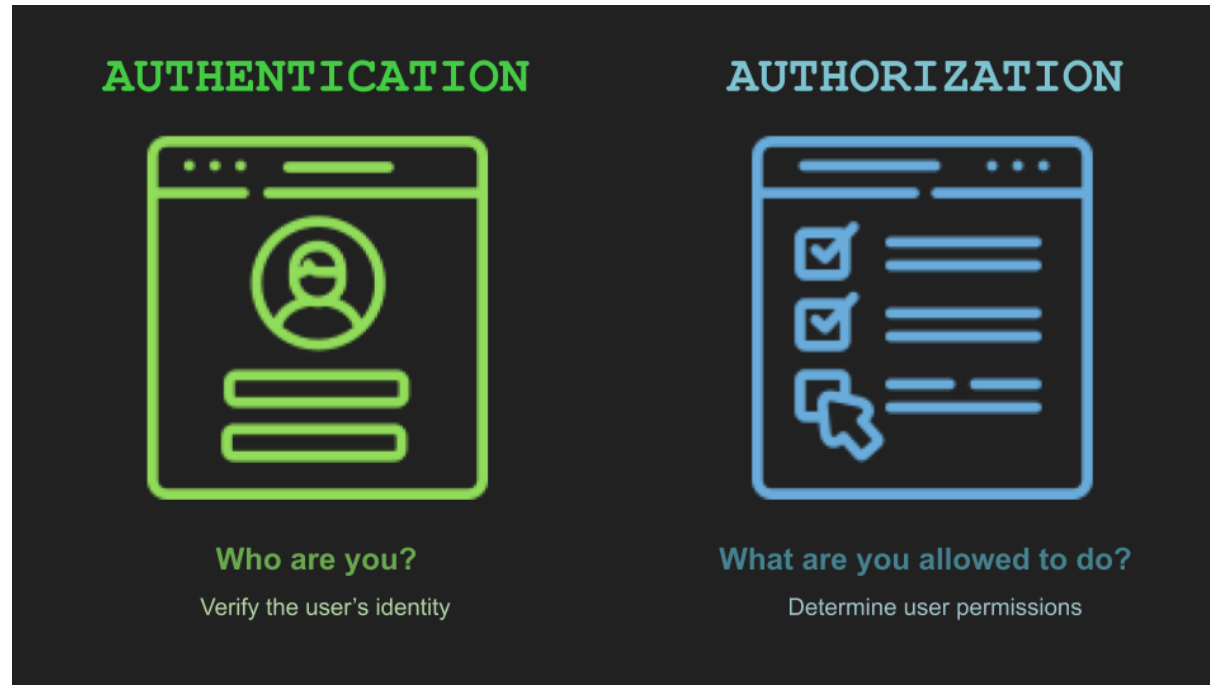 AUTHENTICATION
Who are you?
Verify the user’s identity
AUTHORIZATION
What are you allowed to do?
Determine user permissions